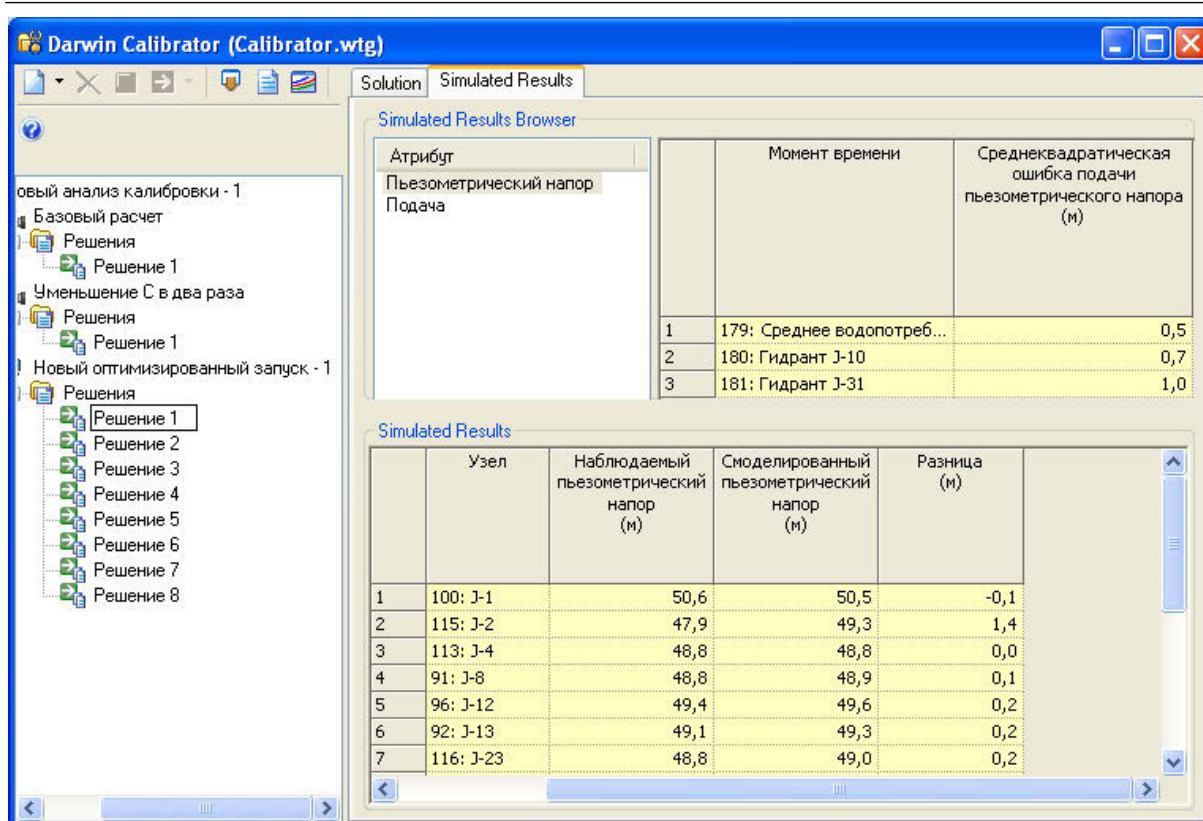 Darwin Calibrator (Calibrator.wtg)
Solution
Simulated Results
овый анализ калибровки - 1
Базовый расчет
Решения
Решение 1
Уменьшение С в два раза
Решения
Решение 1
Новый оптимизированный запуск - 1
Решения
Решение 1
Решение 2
Решение 3
Решение 4
Решение 5
Решение 6
Решение 7
Решение 8
Simulated Results Browser
Атрибут
Пьезометрический напор
Подача
Момент времени
Среднеквадратическая
ошибка подачи
пьезометрического напора
(м)
1 179: Среднее водопотреб... 0,5
2 180: Гидрант J-10 0,7
3 181: Гидрант J-31 1,0
Simulated Results
Узел
Наблюдаемый
пьезометрический
напор
(м)
Смоделированный
пьезометрический
напор
(м)
Разница
(м)
1 100: J-1 50,6 50,5 -0,1
2 115: J-2 47,9 49,3 1,4
3 113: J-4 48,8 48,8 0,0
4 91: J-8 48,8 48,9 0,1
5 96: J-12 49,4 49,6 0,2
6 92: J-13 49,1 49,3 0,2
7 116: J-23 48,8 49,0 0,2